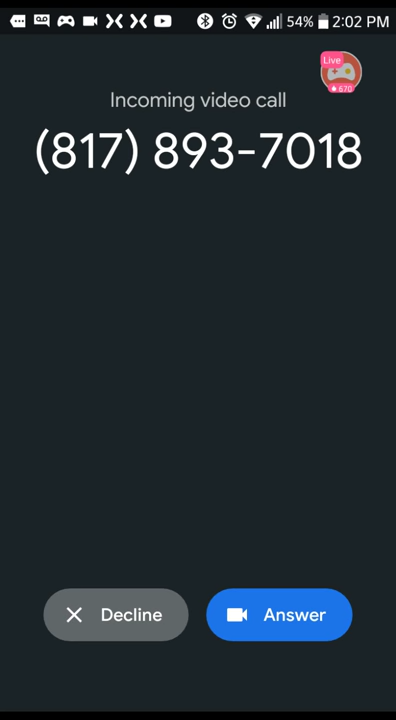 54% 2:02 PM
Live
670
Incoming video call
(817) 893-7018
Decline
Answer